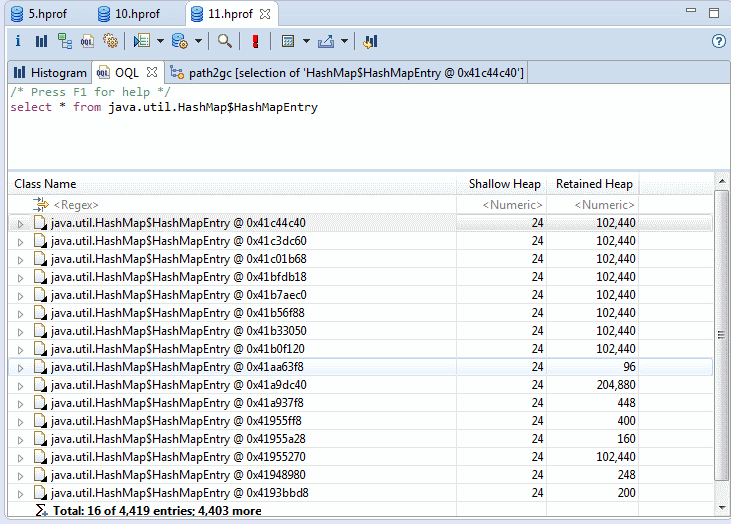 5.hprof 10.hprof 11.hprof
i OQL
Histogram OQL path2gc [selection of 'HashMap$HashMapEntry @ 0x41c44c40']
/* Press F1 for help */
select * from java.util.HashMap$HashMapEntry
Class Name Shallow Heap Retained Heap
<Regex> <Numeric> <Numeric>
java.util.HashMap$HashMapEntry @ 0x41c44c40 24 102,440
java.util.HashMap$HashMapEntry @ 0x41c3dc60 24 102,440
java.util.HashMap$HashMapEntry @ 0x41c01b68 24 102,440
java.util.HashMap$HashMapEntry @ 0x41bfdb18 24 102,440
java.util.HashMap$HashMapEntry @ 0x41b7aec0 24 102,440
java.util.HashMap$HashMapEntry @ 0x41b56f88 24 102,440
java.util.HashMap$HashMapEntry @ 0x41b33050 24 102,440
java.util.HashMap$HashMapEntry @ 0x41b0f120 24 102,440
java.util.HashMap$HashMapEntry @ 0x41aa63f8 24 96
java.util.HashMap$HashMapEntry @ 0x41a9dc40 24 204,880
java.util.HashMap$HashMapEntry @ 0x41a937f8 24 448
java.util.HashMap$HashMapEntry @ 0x41955ff8 24 400
java.util.HashMap$HashMapEntry @ 0x41955a28 24 160
java.util.HashMap$HashMapEntry @ 0x41955270 24 102,440
java.util.HashMap$HashMapEntry @ 0x41948980 24 248
java.util.HashMap$HashMapEntry @ 0x4193bbd8 24 200
Total: 16 of 4,419 entries; 4,403 more